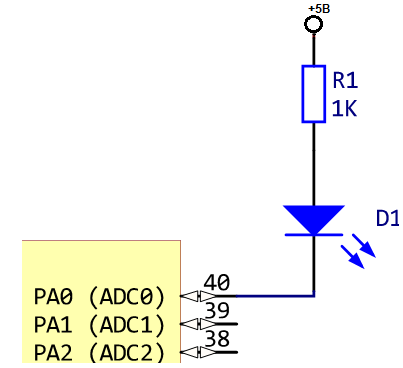 +5В
R1
1K
D1
40
PA0 (ADC0)
39
PA1 (ADC1)
38
PA2 (ADC2)